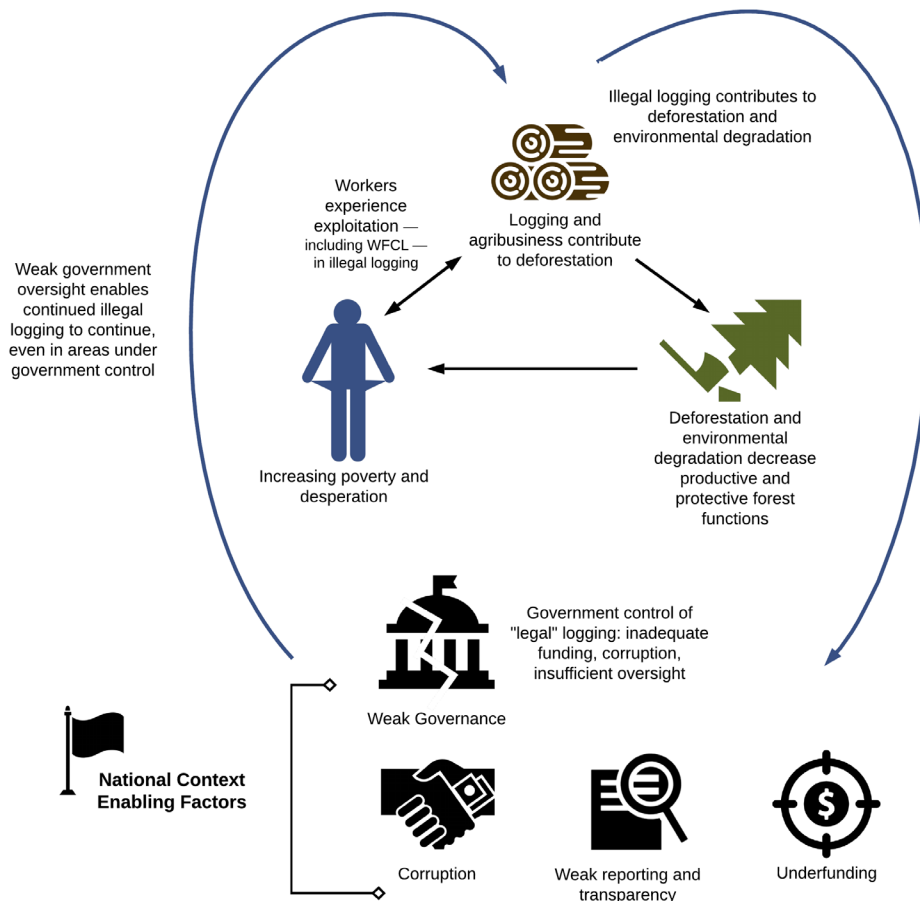 Illegal logging contributes to
deforestation and
environmental degradation
Workers
experience
exploitation —
including WFCL —
in illegal logging
Logging and
agribusiness contribute
to deforestation
Weak government
oversight enables
continued illegal
logging to continue,
even in areas under
government control
Increasing poverty and
desperation
Deforestation and
environmental
degradation decrease
productive and
protective forest
functions
Government control of
"legal" logging: inadequate
funding, corruption,
insufficient oversight
Weak Governance
National Context
Enabling Factors
$
Corruption
Weak reporting and
transparency
Underfunding